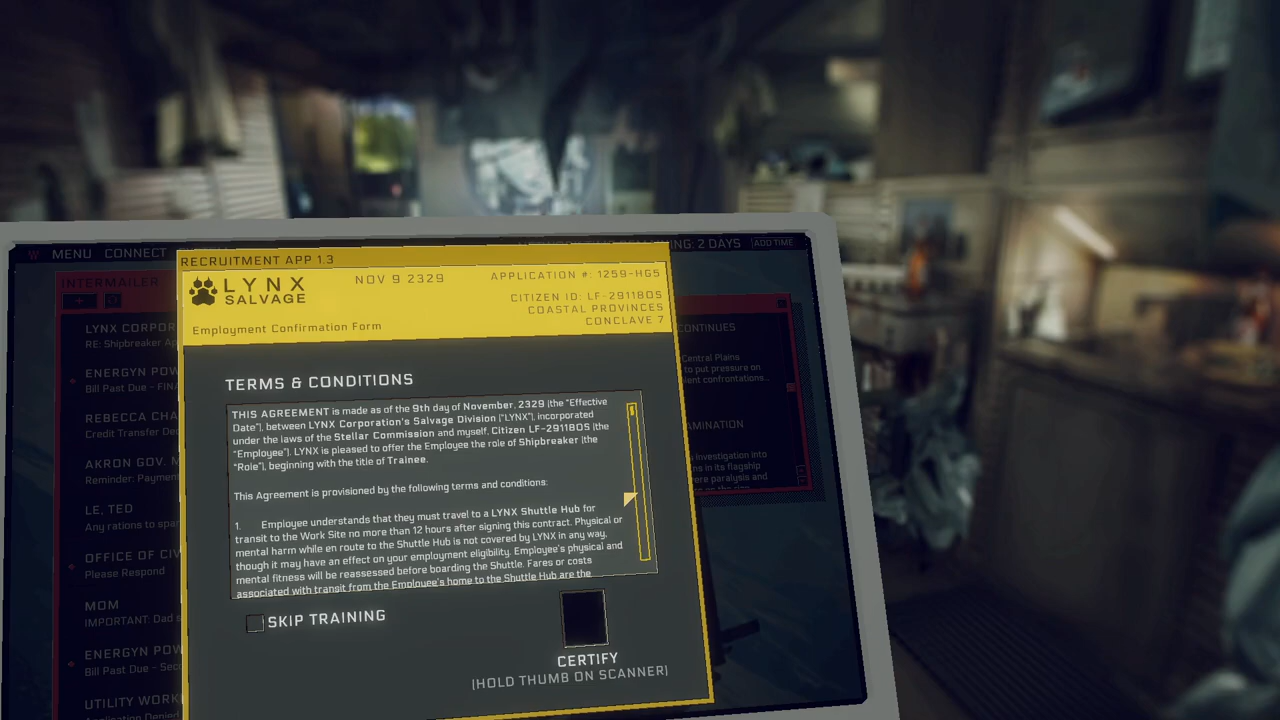 MENU CONNECT
NG: 2 DAYS ADD TIME
RECRUITMENT APP 1.3
LYNX
SALVAGE
NOV 9 2329
APPLICATION #: 1259-HG5
CITIZEN ID: LF-29118OS
COASTAL PROVINCES
CONCLAVE 7
Employment Confirmation Form
TERMS & CONDITIONS
THIS AGREEMENT is made as of the 9th day of November, 2329 (the "Effective
Date"), between LYNX Corporation's Salvage Division ("LYNX"), incorporated
under the laws of the Stellar Commission and myself, Citizen LF-29118OS (the
"Employee"). LYNX is pleased to offer the Employee the role of Shipbreaker (the
"Role"), beginning with the title of Trainee.
This Agreement is provisioned by the following terms and conditions:
1. Employee understands that they must travel to a LYNX Shuttle Hub for
transit to the Work Site no more than 12 hours after signing this contract. Physical or
mental harm while en route to the Shuttle Hub is not covered by LYNX in any way,
though it may have an effect on your employment eligibility. Employee's physical and
mental fitness will be reassessed before boarding the Shuttle. Fares or costs
associated with transit from the Employee's home to the Shuttle Hub are the
SKIP TRAINING
CERTIFY
(HOLD THUMB ON SCANNER)
INTERMAILER
LYNX CORPOR
RE: Shipbreaker Ap
ENERGYN POW
Bill Past Due - FINA
REBECCA CHA
Credit Transfer De
AKRON GOV. N
Reminder: Paymen
LE, TED
Any rations to spar
OFFICE OF CIV
Please Respond
MOM
IMPORTANT: Dad s
ENERGYN POW
Bill Past Due - Seco
UTILITY WORK
Application Denied
CONTINUES
Central Plains
to put pressure on
lent confrontations...
AMINATION
investigation into
ns in its flagship
were paralysis and